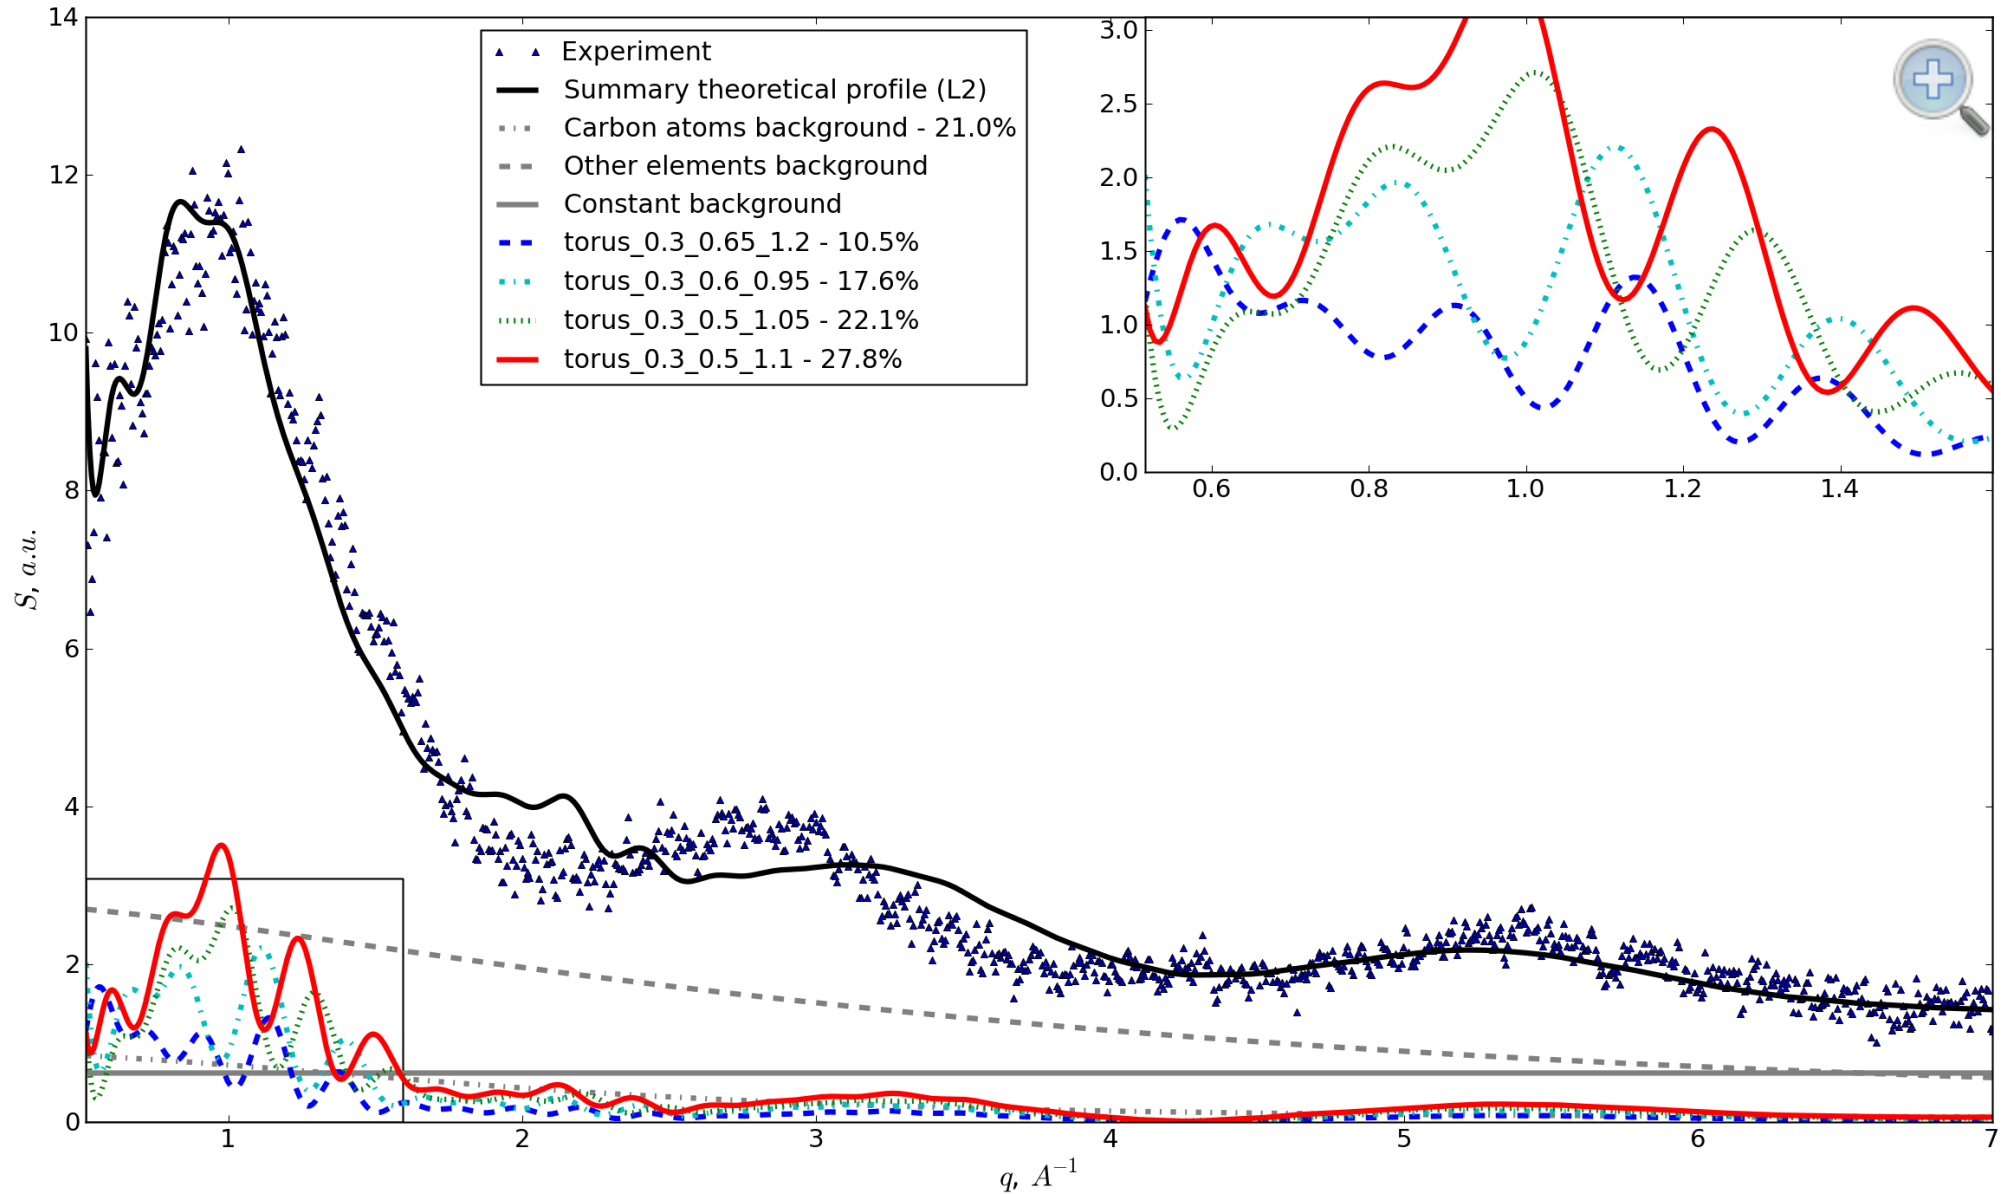 14
12
10
8
6
4
2
0
S, a.u.
Experiment
Summary theoretical profile (L2)
Carbon atoms background - 21.0%
Other elements background
Constant background
torus_0.3_0.65_1.2 - 10.5%
torus_0.3_0.6_0.95 - 17.6%
torus_0.3_0.5_1.05 - 22.1%
torus_0.3_0.5_1.1 - 27.8%
3.0
2.5
2.0
1.5
1.0
0.5
0.0
0.6 0.8 1.0 1.2 1.4
1 2 3 4 5 6 7
q, A⁻¹